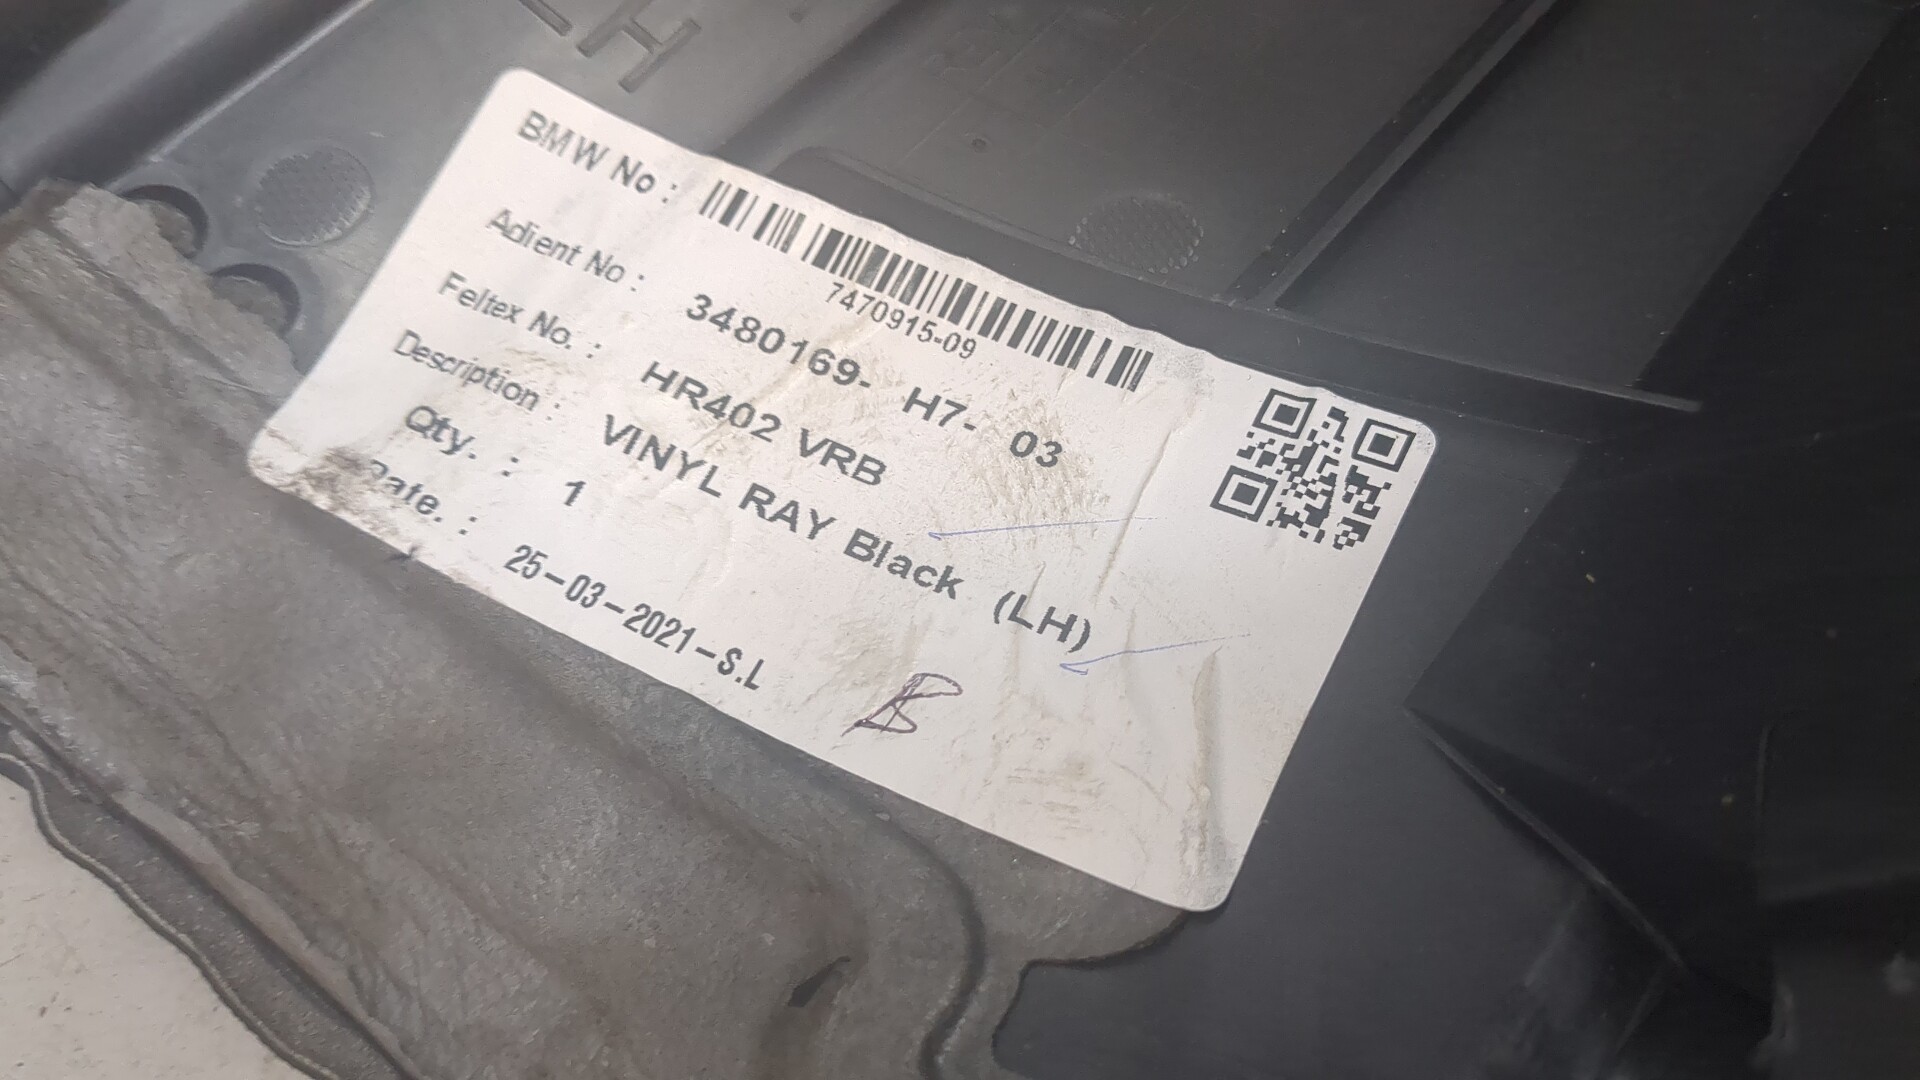 LH
BMW No :
7470915-09
Adient No : 3480169- H7- 03
Feltex No. : HR402 VRB
Description : VINYL RAY Black (LH)
Qty. : 1
Date. : 25-03-2021-S.L